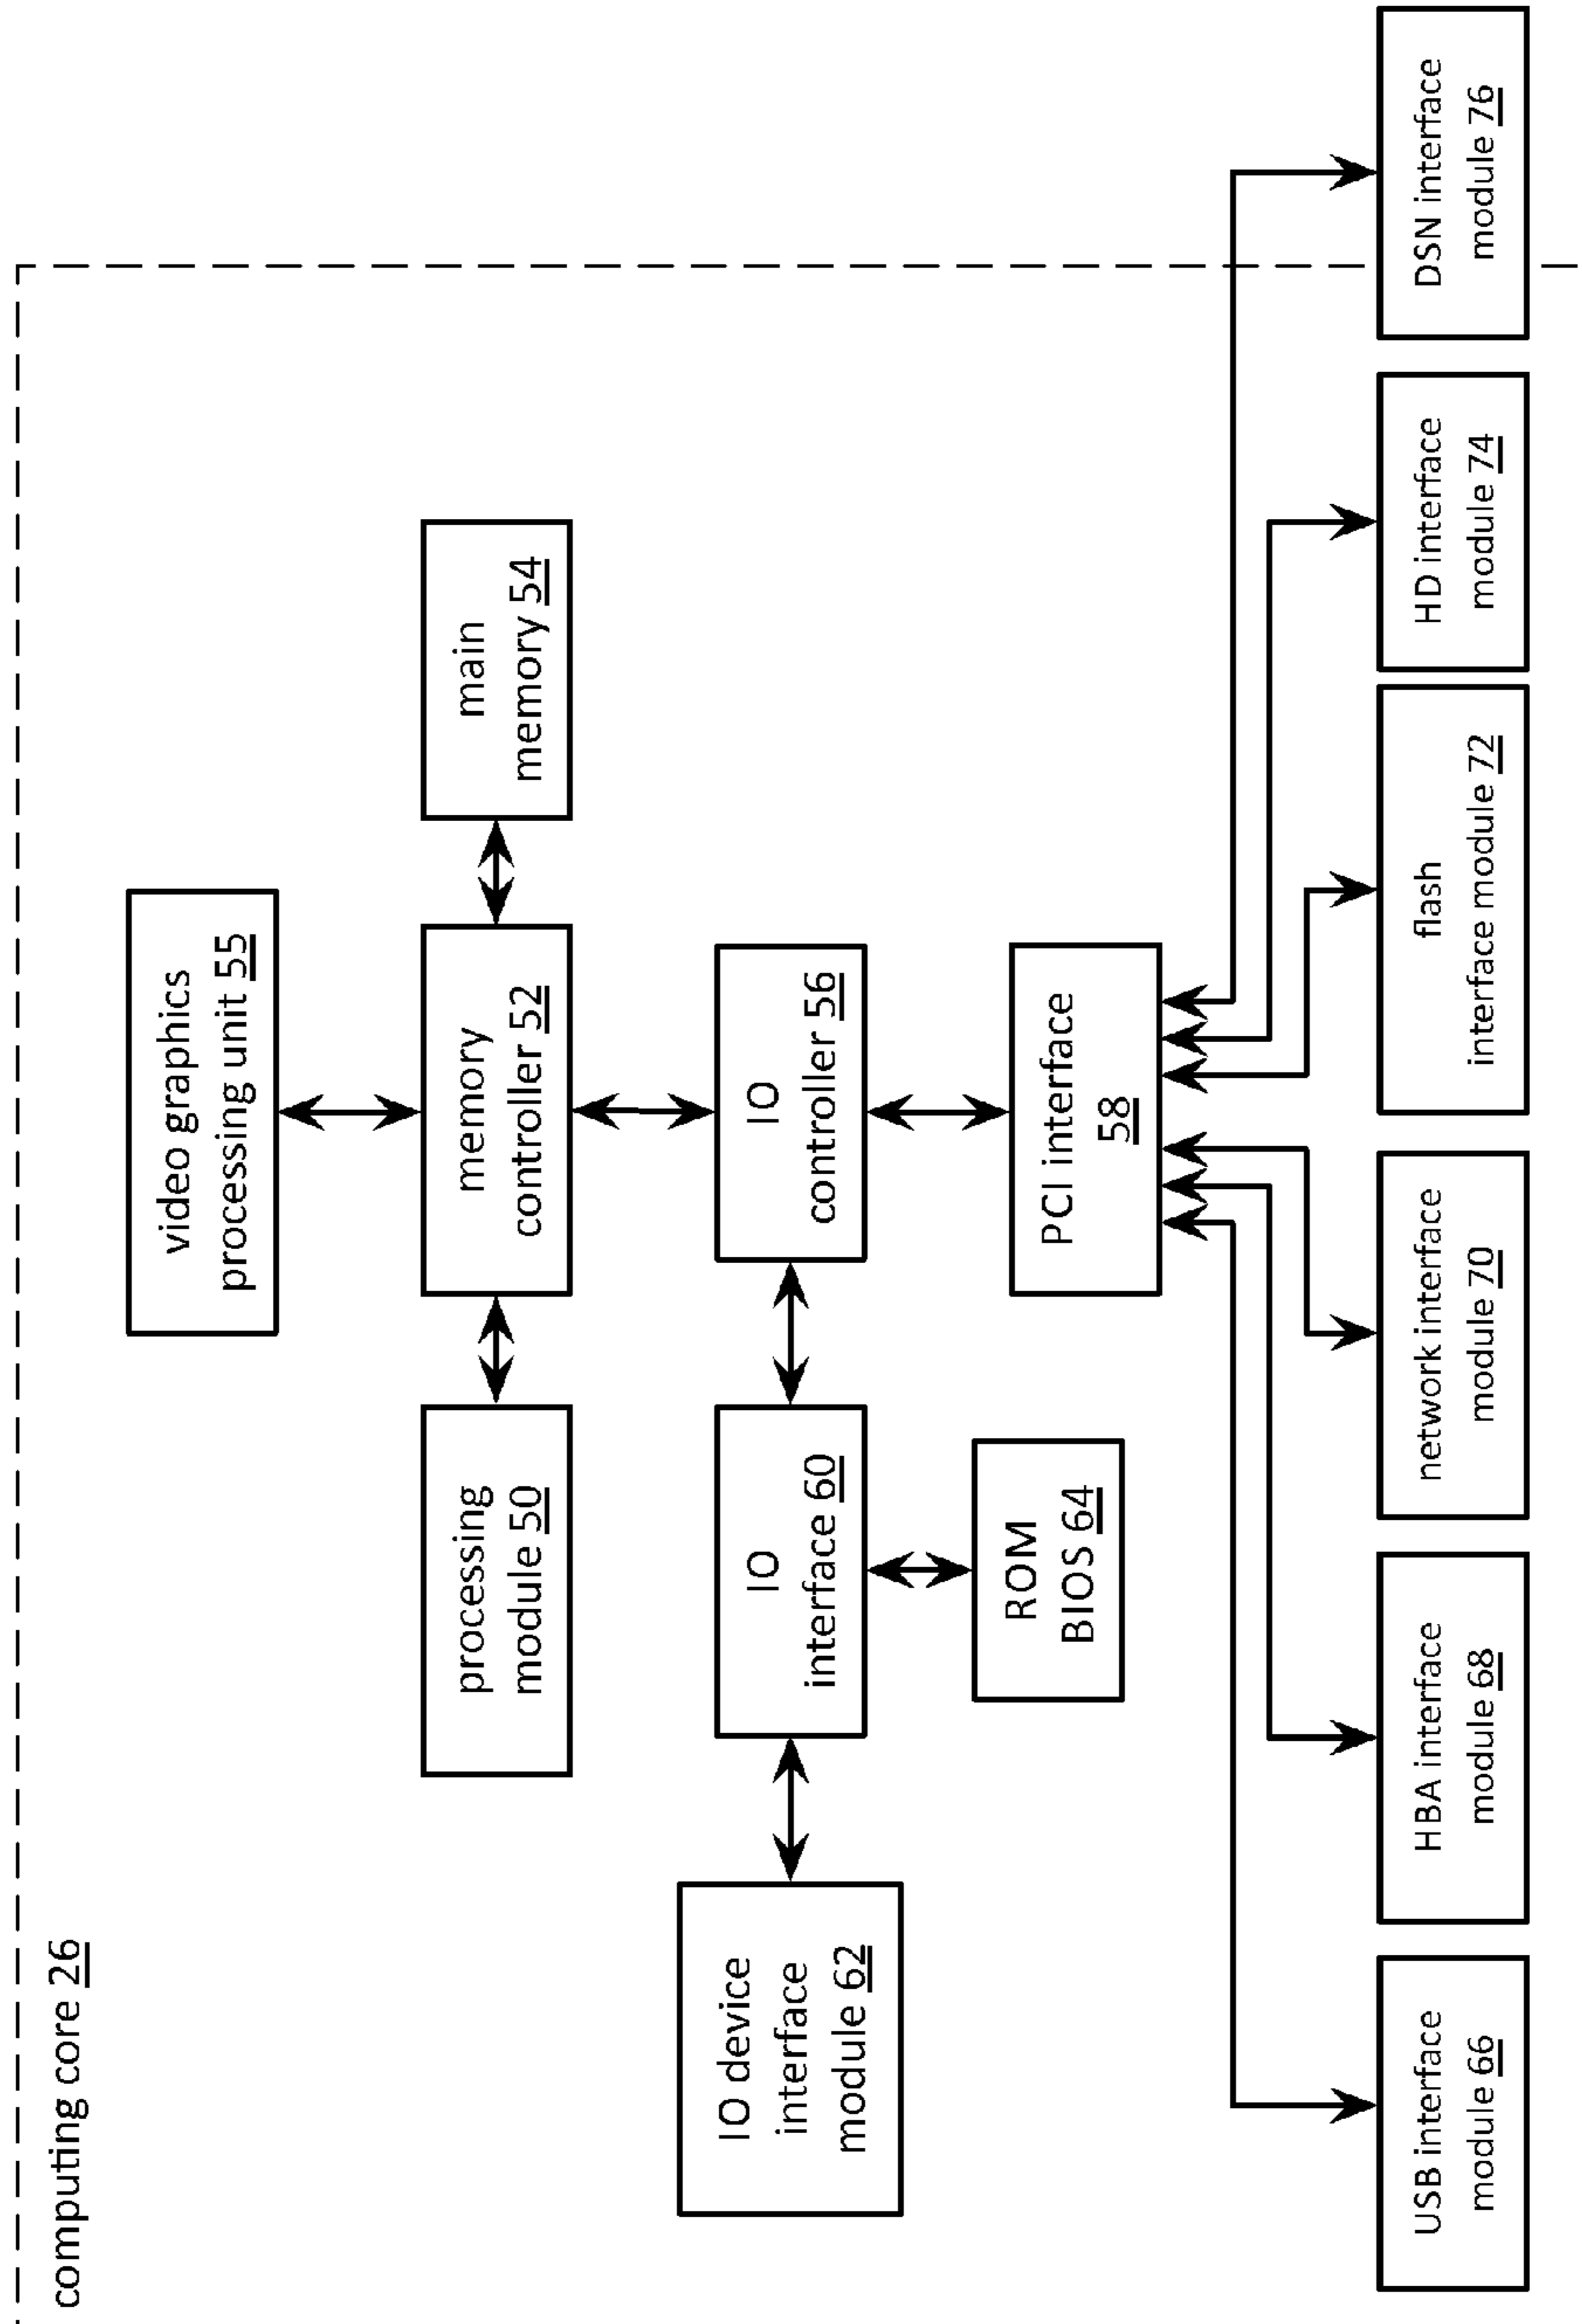 computing core 26
video graphics
processing unit 55
processing
module 50
memory
controller 52
main
memory 54
IO device
interface
module 62
IO
interface 60
IO
controller 56
ROM
BIOS 64
PCI interface
58
USB interface
module 66
HBA interface
module 68
network interface
module 70
flash
interface module 72
HD interface
module 74
DSN interface
module 76